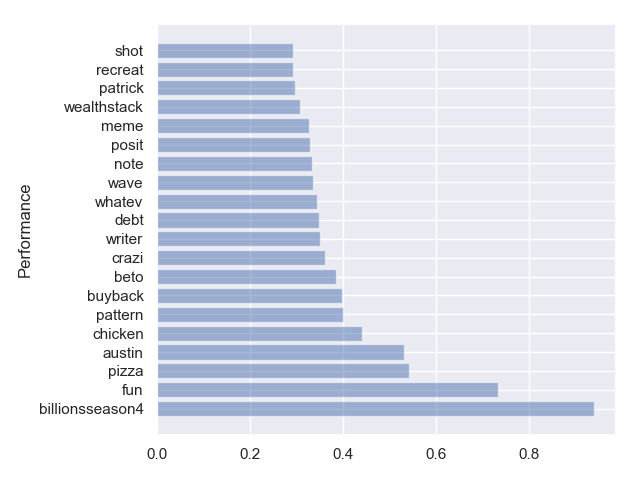 shot
recreat
patrick
wealthstack
meme
posit
note
wave
whatev
debt
writer
crazi
beto
buyback
pattern
chicken
austin
pizza
fun
billionsseason4
Performance
0.0 0.2 0.4 0.6 0.8